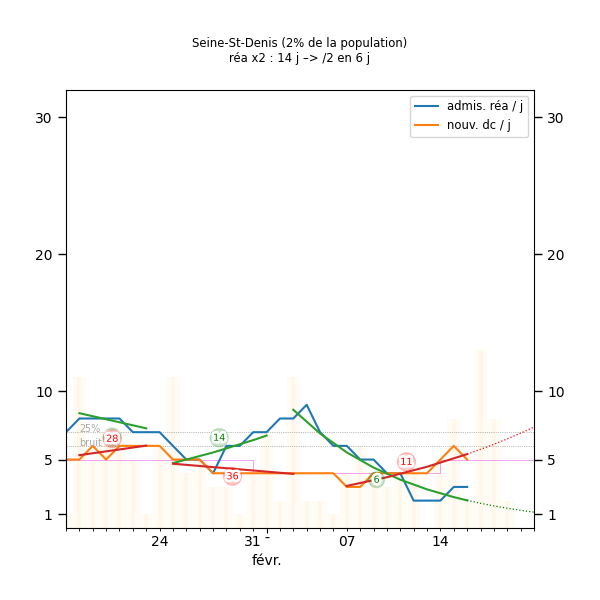 Seine-St-Denis (2% de la population)
réa x2 : 14 j –> /2 en 6 j
admis. réa / j
nouv. dc / j
30 30
20 20
10 10
25%
bruit
28
14
36
11
6
5 5
1 1
24 31 07 14
févr.